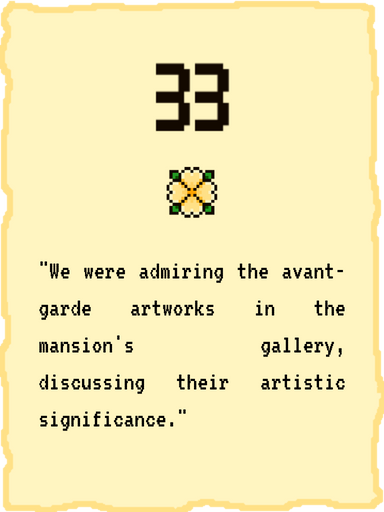 33
"We were admiring the avant-
garde artworks in the
mansion's gallery,
discussing their artistic
significance."